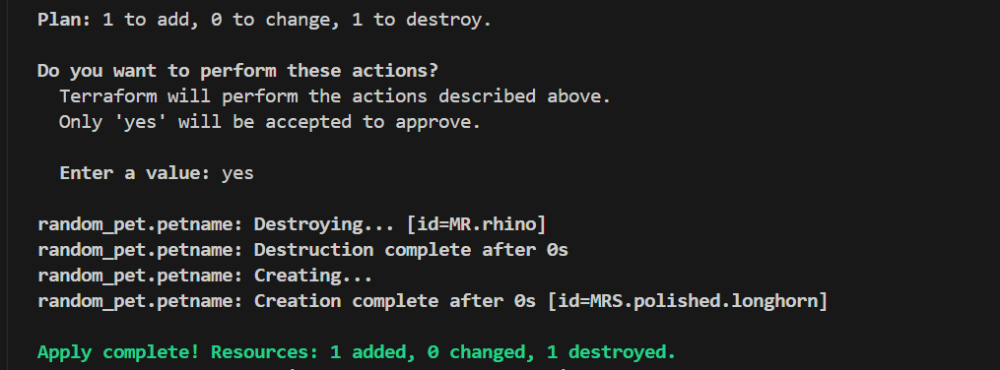 Plan: 1 to add, 0 to change, 1 to destroy.
Do you want to perform these actions?
Terraform will perform the actions described above.
Only 'yes' will be accepted to approve.
Enter a value: yes
random_pet.petname: Destroying... [id=MR.rhino]
random_pet.petname: Destruction complete after 0s
random_pet.petname: Creating...
random_pet.petname: Creation complete after 0s [id=MRS.polished.longhorn]
Apply complete! Resources: 1 added, 0 changed, 1 destroyed.